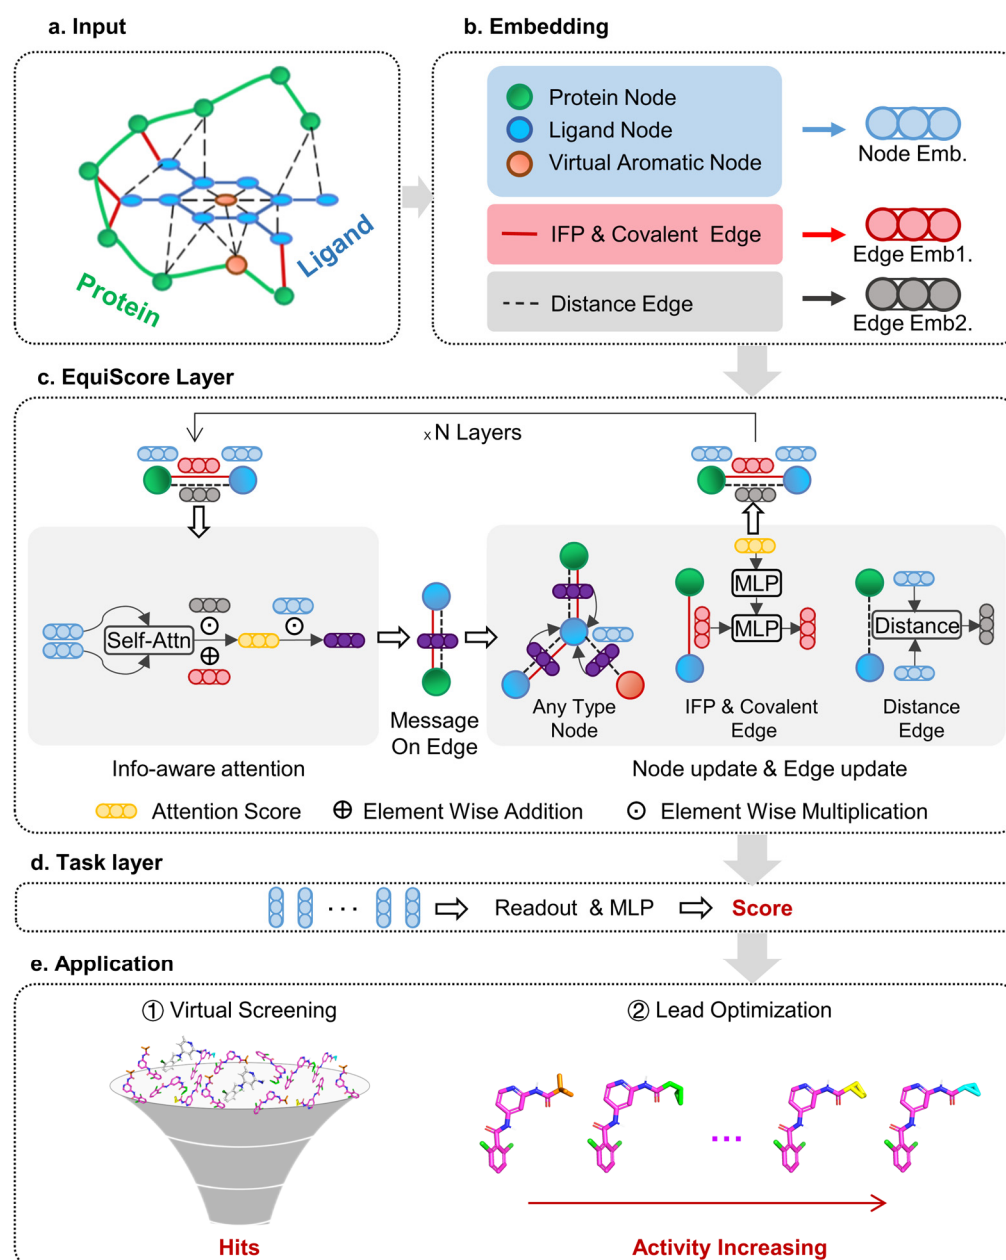 a. Input
Protein
Ligand
b. Embedding
Protein Node
Ligand Node
Virtual Aromatic Node
Node Emb.
IFP & Covalent Edge
Edge Emb1.
Distance Edge
Edge Emb2.
c. EquiScore Layer
x N Layers
Self-Attn
Info-aware attention
Message
On Edge
Any Type
Node
MLP
MLP
IFP & Covalent
Edge
Distance
Distance
Edge
Node update & Edge update
Attention Score
Element Wise Addition
Element Wise Multiplication
d. Task layer
· · ·
Readout & MLP
Score
e. Application
① Virtual Screening
Hits
② Lead Optimization
...
Activity Increasing